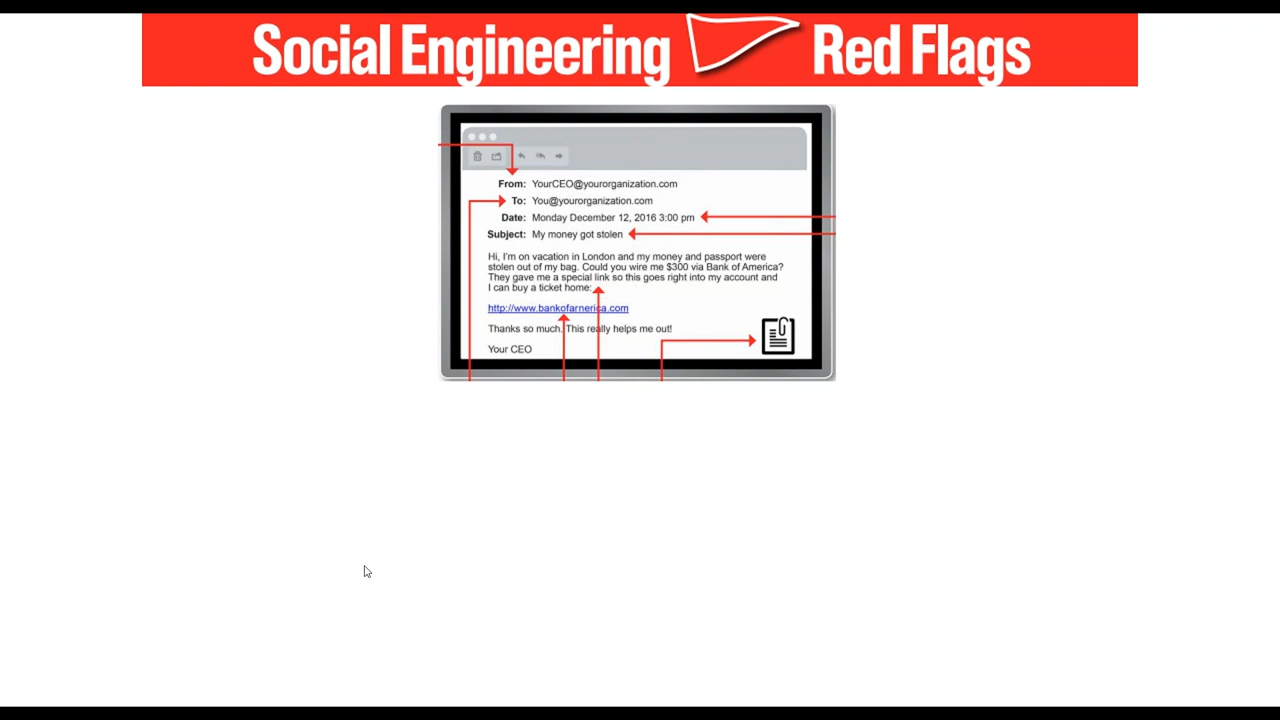 Social Engineering Red Flags
From: YourCEO@yourorganization.com
To: You@yourorganization.com
Date: Monday December 12, 2016 3:00 pm
Subject: My money got stolen
Hi, I'm on vacation in London and my money and passport were
stolen out of my bag. Could you wire me $300 via Bank of America?
They gave me a special link so this goes right into my account and
I can buy a ticket home:
http://www.bankofarnerica.com
Thanks so much. This really helps me out!
Your CEO